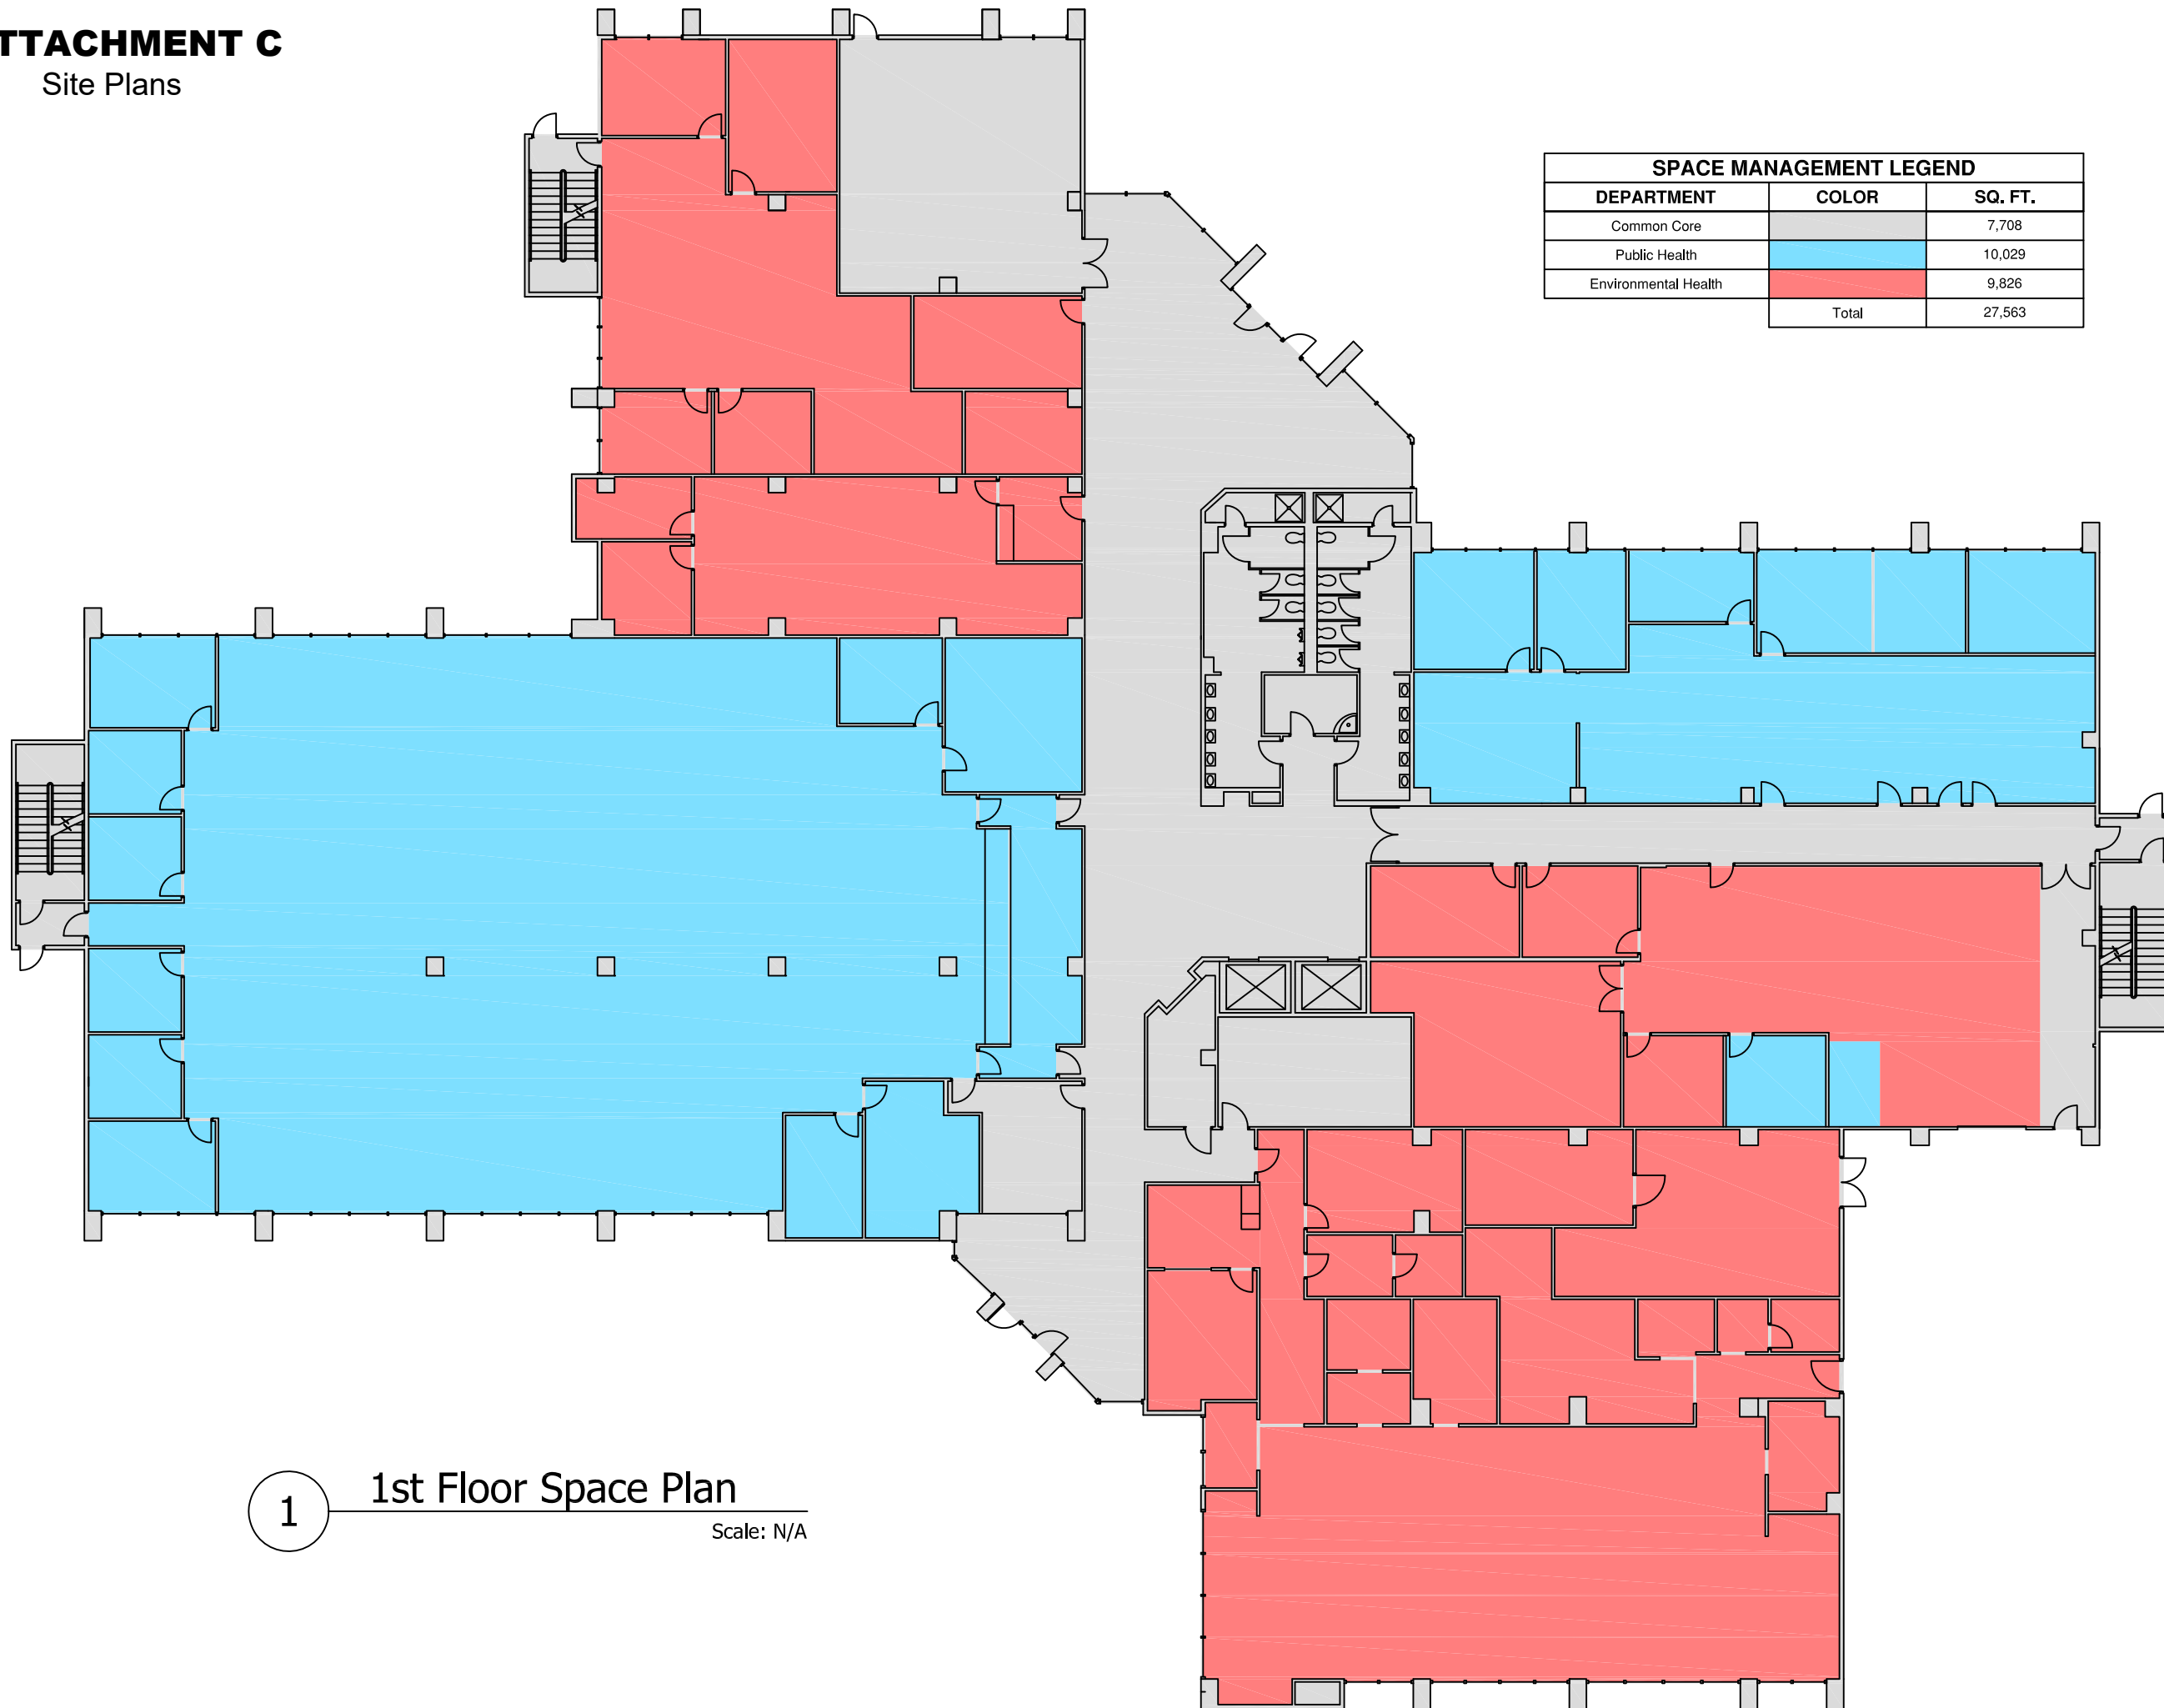 TTACHMENT C
Site Plans
SPACE MANAGEMENT LEGEND
DEPARTMENT COLOR SQ. FT.
Common Core 7,708
Public Health 10,029
Environmental Health 9,826
Total 27,563
1 1st Floor Space Plan
Scale: N/A